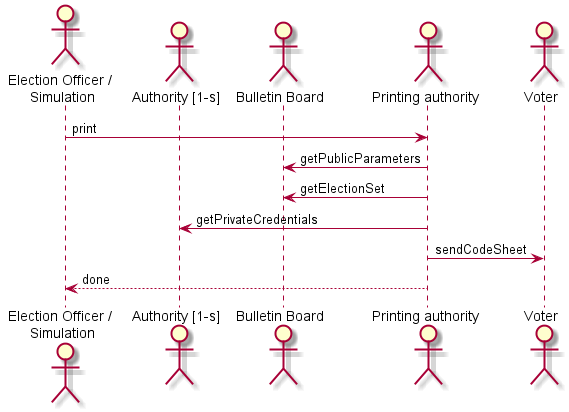 Election Officer /
Simulation
Authority [1-s]
Bulletin Board
Printing authority
Voter
print
getPublicParameters
getElectionSet
getPrivateCredentials
sendCodeSheet
done
Election Officer /
Simulation
Authority [1-s]
Bulletin Board
Printing authority
Voter